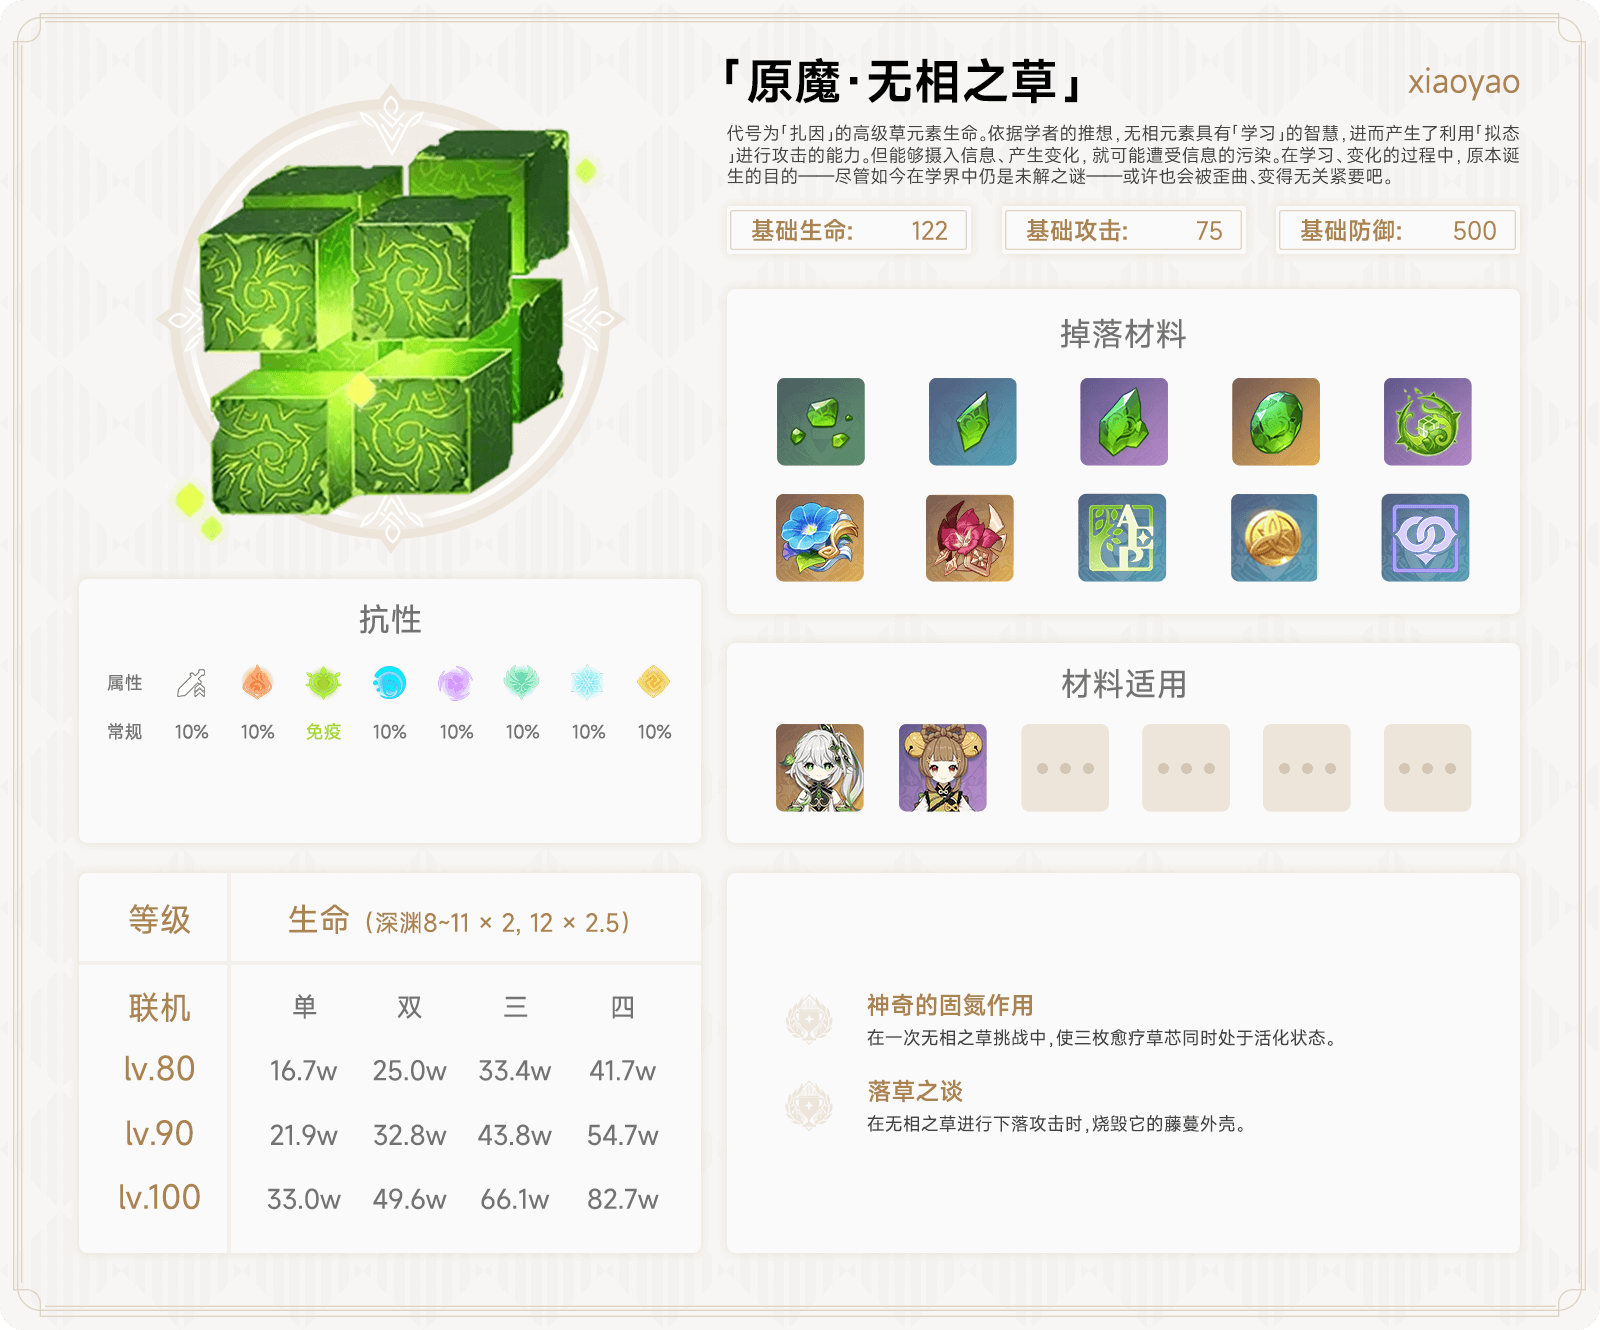 「原魔·无相之草」
xiaoyao
代号为「扎因」的高级草元素生命。依据学者的推想，无相元素具有「学习」的智慧，进而产生了利用「拟态
」进行攻击的能力。但能够摄入信息、产生变化，就可能遭受信息的污染。在学习、变化的过程中，原本诞
生的目的——尽管如今在学界中仍是未解之谜——或许也会被歪曲、变得无关紧要吧。
基础生命: 122
基础攻击: 75
基础防御: 500
掉落材料
AEP
抗性
属性
常规 10% 10% 免疫 10% 10% 10% 10% 10%
材料适用
等级 生命（深渊8~11 × 2, 12 × 2.5）
联机 单 双 三 四
lv.80 16.7w 25.0w 33.4w 41.7w
lv.90 21.9w 32.8w 43.8w 54.7w
lv.100 33.0w 49.6w 66.1w 82.7w
神奇的固氮作用
在一次无相之草挑战中，使三枚愈疗草芯同时处于活化状态。
落草之谈
在无相之草进行下落攻击时，烧毁它的藤蔓外壳。